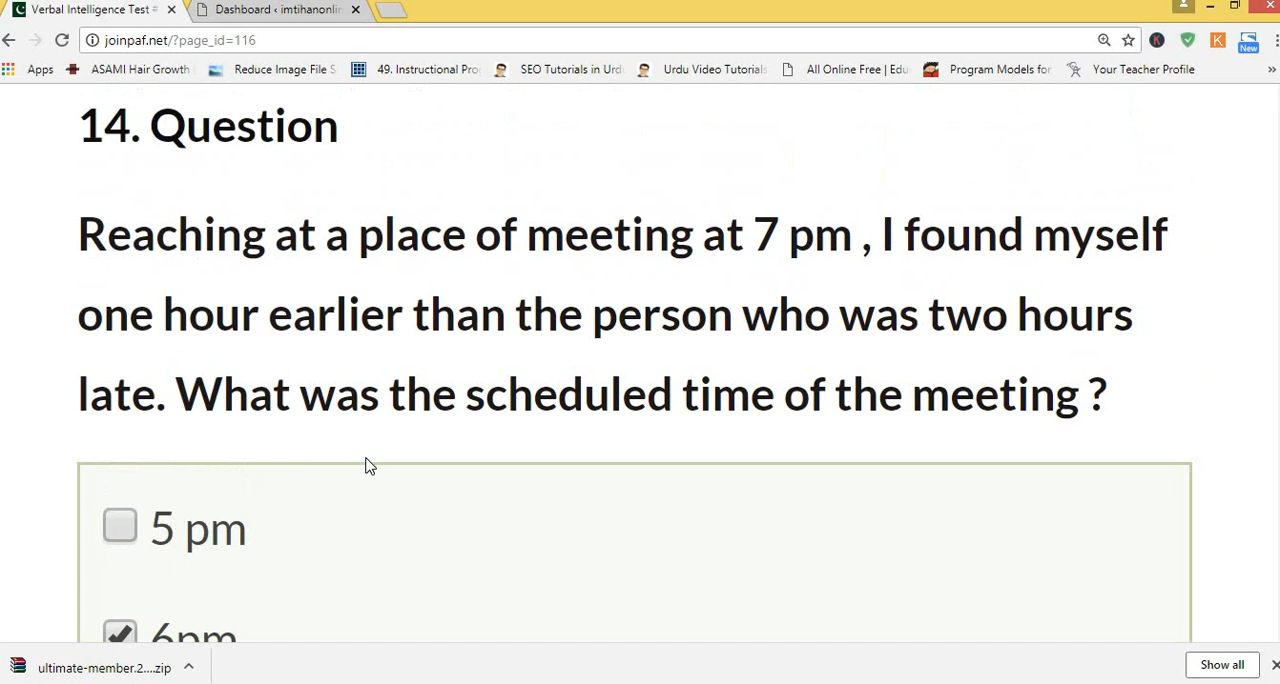 Verbal Intelligence Test #
Dashboard ‹ imtihanonlin
joinpaf.net/?page_id=116
New
Apps
ASAMI Hair Growth
Reduce Image File S
49. Instructional Pro
SEO Tutorials in Urd
Urdu Video Tutorials
All Online Free | Edu
Program Models for
Your Teacher Profile
»
14. Question
Reaching at a place of meeting at 7 pm , I found myself
one hour earlier than the person who was two hours
late. What was the scheduled time of the meeting ?
5 pm
6pm
ultimate-member.2....zip
Show all